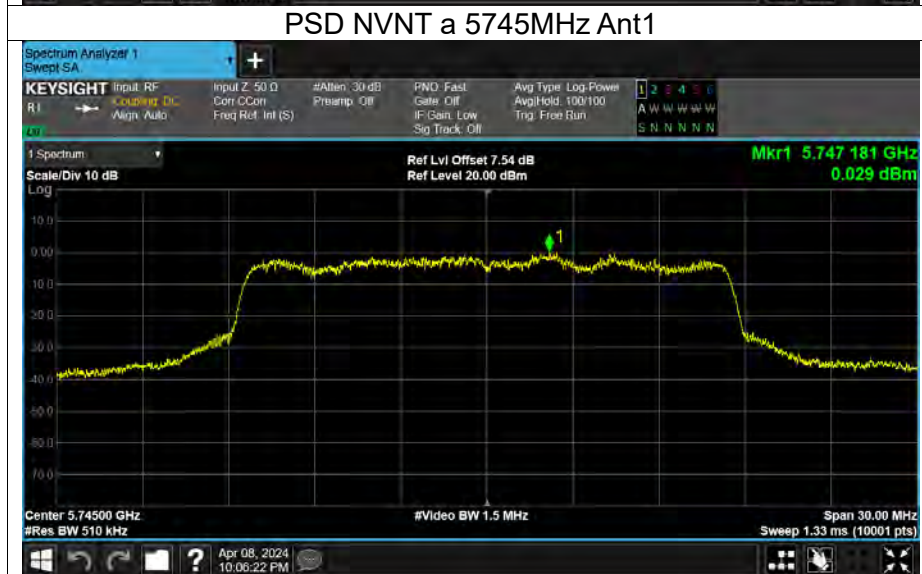 PSD NVNT a 5745MHz Ant1
Spectrum Analyzer 1
Swept SA
+
KEYSIGHT
RL
Input: RF
Coupling: DC
Align: Auto
Input Z: 50 Ω
Corr CCorr
Freq Ref: Int (S)
#Atten: 30 dB
Preamp: Off
PNO: Fast
Gate: Off
IF Gain: Low
Sig Track: Off
Avg Type: Log-Power
Avg|Hold: 100/100
Trig: Free Run
1 2 3 4 5 6
A W W W W W
S N N N N N
1 Spectrum
Scale/Div 10 dB
Log
Ref Lvl Offset 7.54 dB
Ref Level 20.00 dBm
Mkr1 5.747 181 GHz
0.029 dBm
10.0
0.00
-10.0
-20.0
-30.0
-40.0
-50.0
-60.0
-70.0
1
Center 5.74500 GHz
#Res BW 510 kHz
#Video BW 1.5 MHz
Span 30.00 MHz
Sweep 1.33 ms (10001 pts)
?
Apr 08, 2024
10:06:22 PM